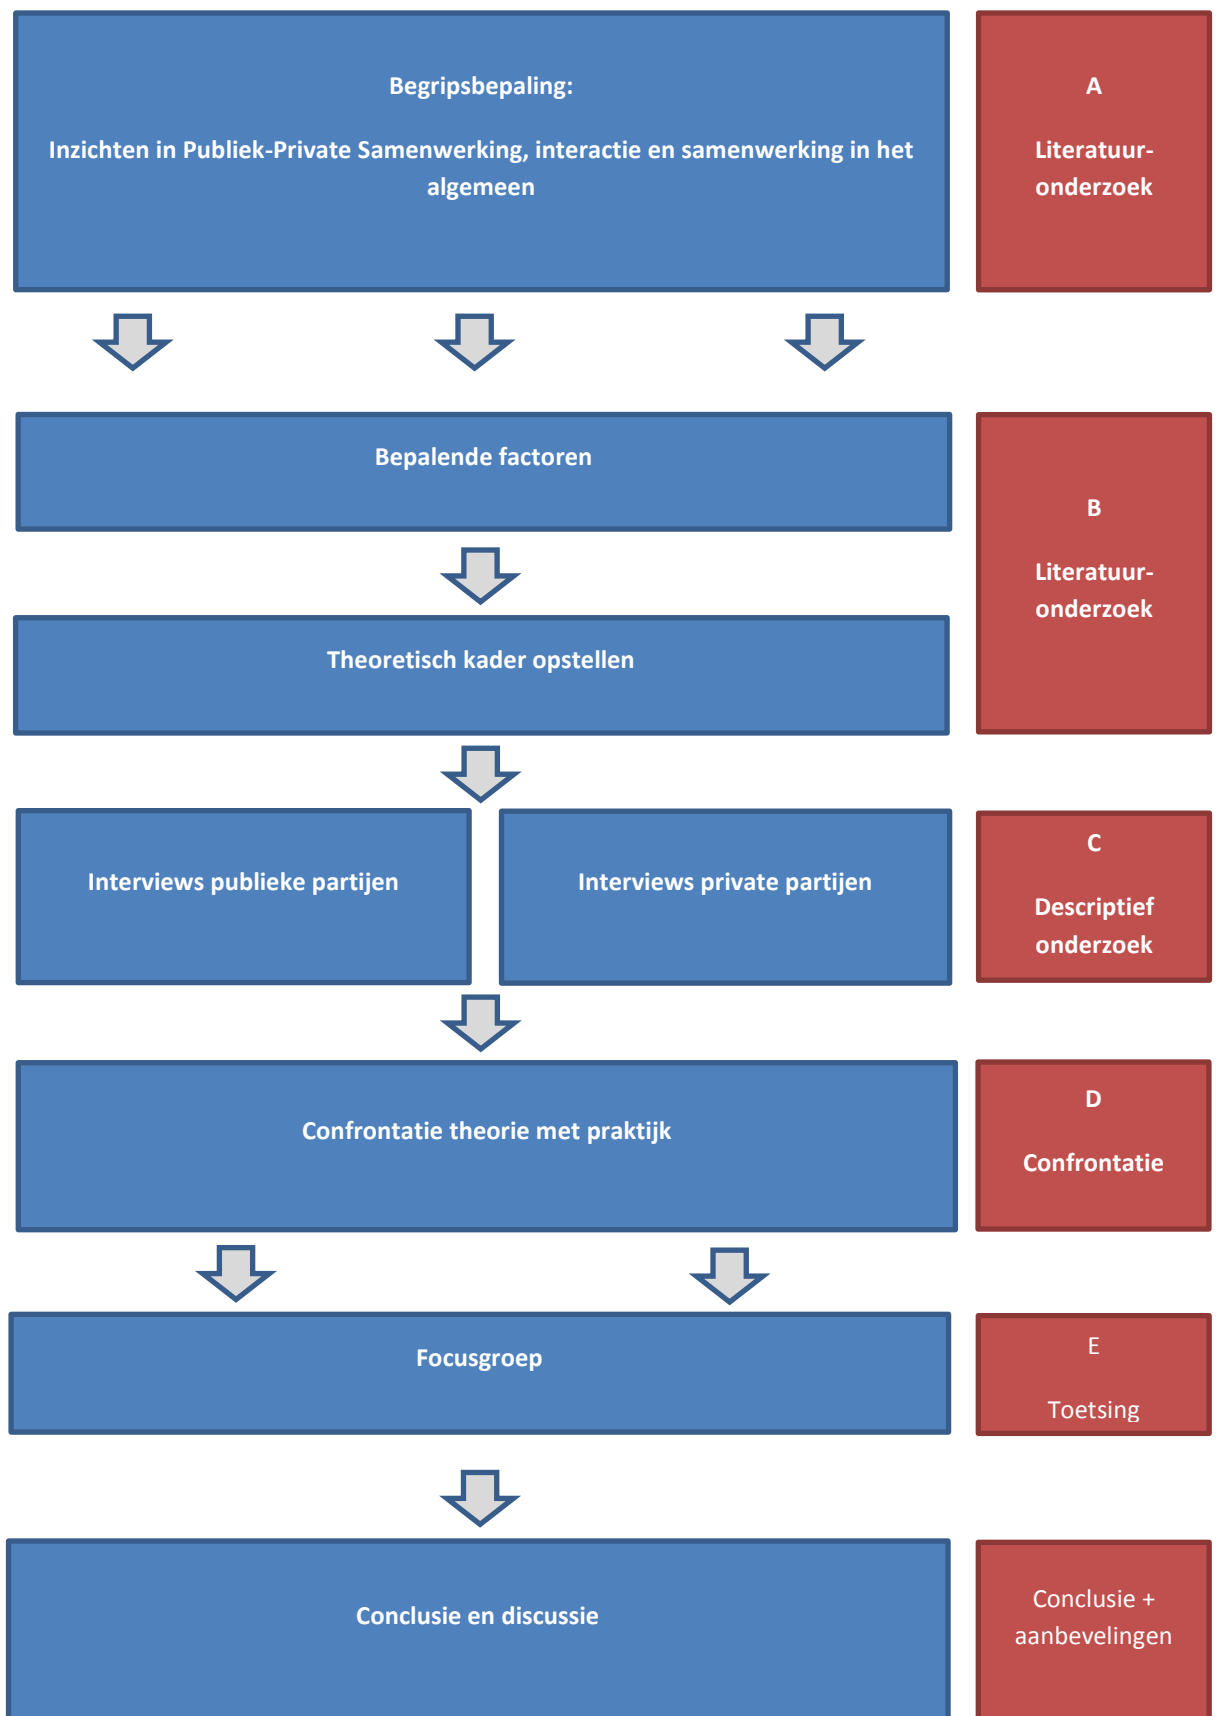 Begripsbepaling:
Inzichten in Publiek-Private Samenwerking, interactie en samenwerking in het
algemeen
A
Literatuur-
onderzoek
Bepalende factoren
B
Literatuur-
onderzoek
Theoretisch kader opstellen
Interviews publieke partijen
Interviews private partijen
C
Descriptief
onderzoek
Confrontatie theorie met praktijk
D
Confrontatie
Focusgroep
E
Toetsing
Conclusie en discussie
Conclusie +
aanbevelingen